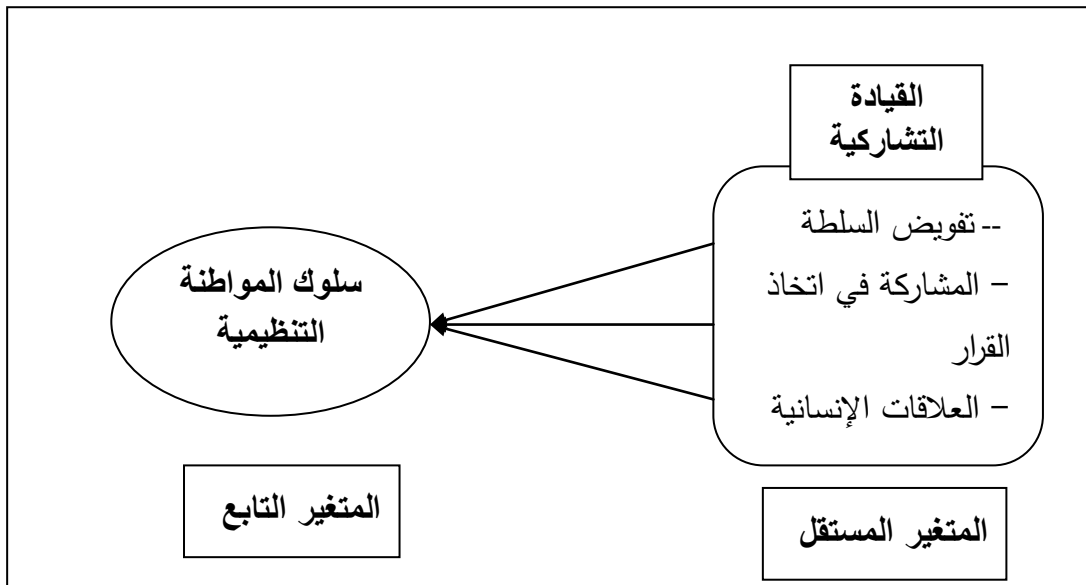 القيادة
التشاركية
-- تفويض السلطة
– المشاركة في اتخاذ
القرار
– العلاقات الإنسانية
سلوك المواطنة
التنظيمية
المتغير المستقل
المتغير التابع